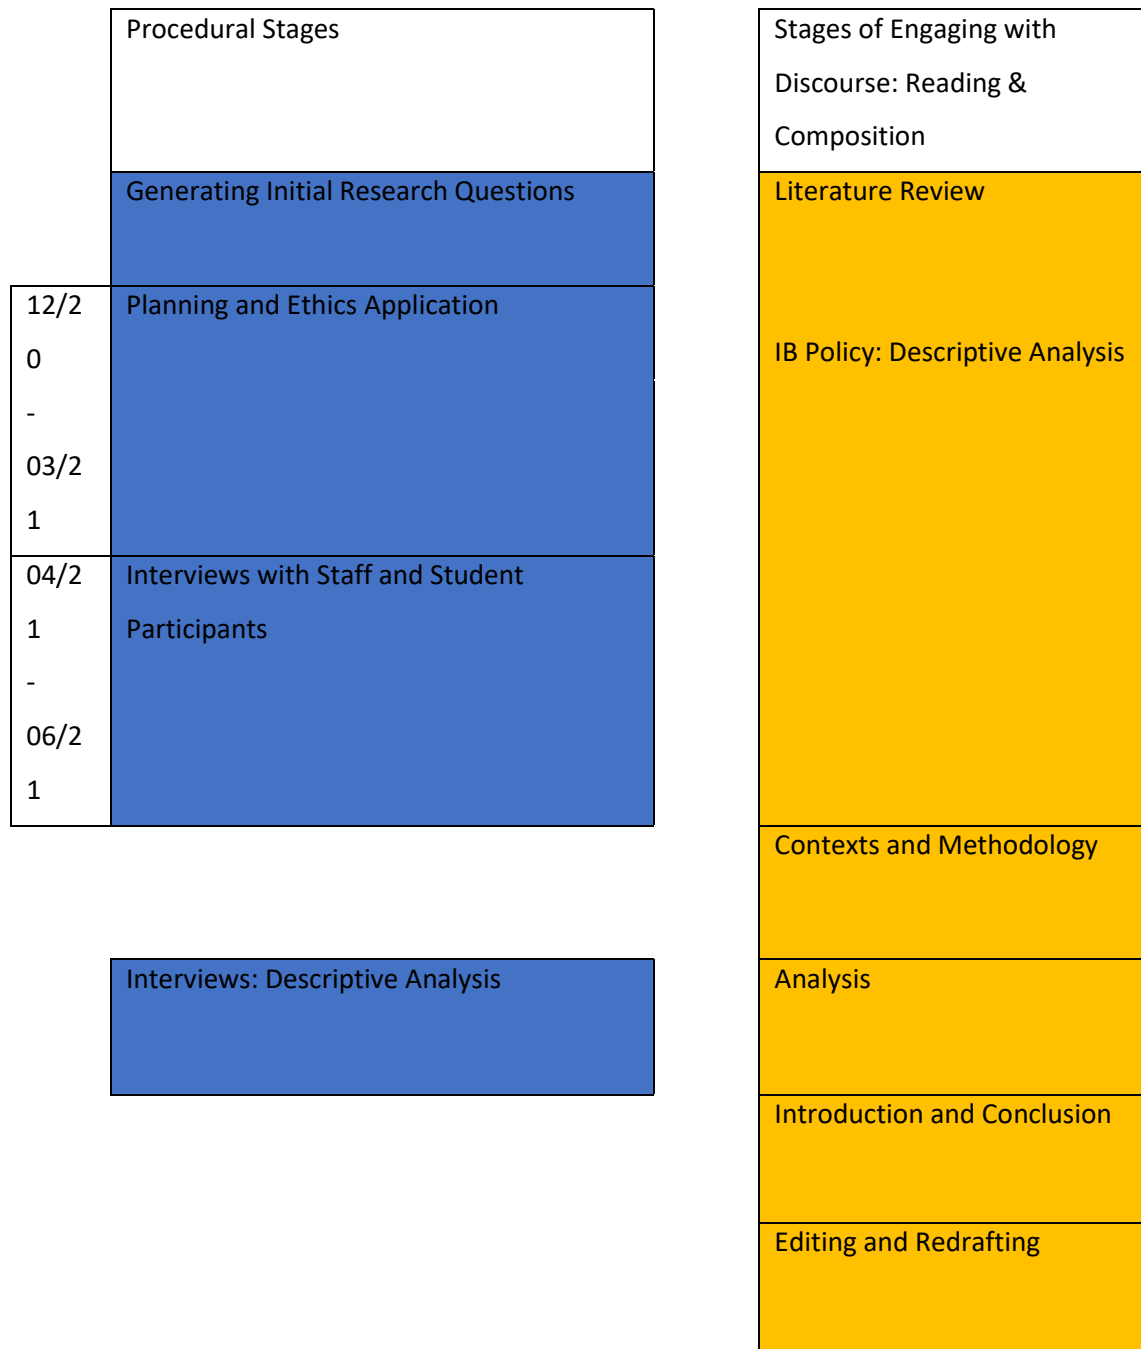 Procedural Stages
Stages of Engaging with
Discourse: Reading &
Composition
Generating Initial Research Questions
Literature Review
12/2
0
-
03/2
1
Planning and Ethics Application
IB Policy: Descriptive Analysis
04/2
1
-
06/2
1
Interviews with Staff and Student
Participants
Contexts and Methodology
Interviews: Descriptive Analysis
Analysis
Introduction and Conclusion
Editing and Redrafting